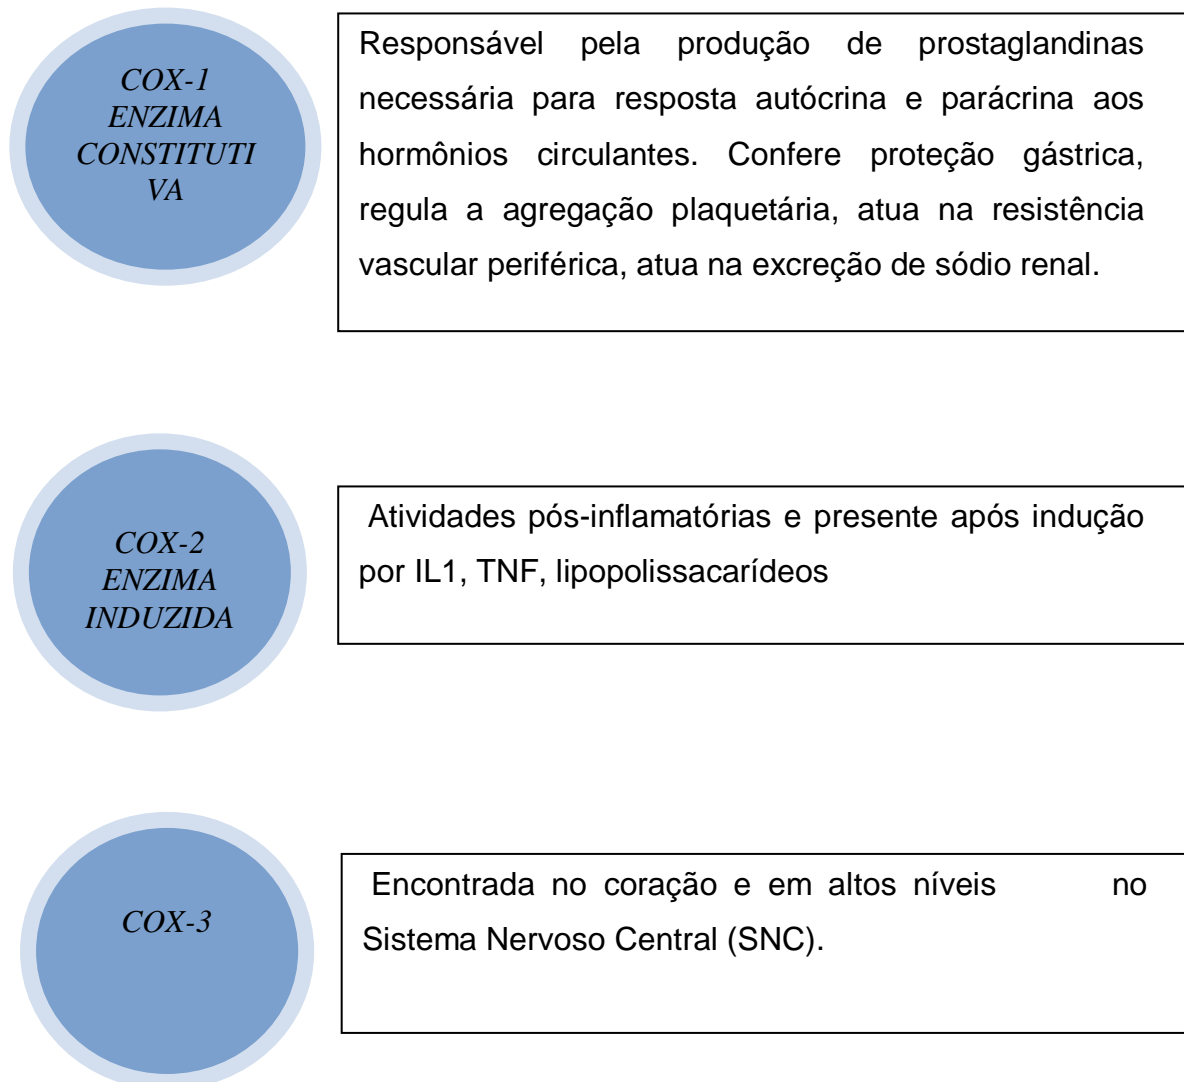 COX-1
ENZIMA
CONSTITUTI
VA
Responsável pela produção de prostaglandinas
necessária para resposta autócrina e parácrina aos
hormônios circulantes. Confere proteção gástrica,
regula a agregação plaquetária, atua na resistência
vascular periférica, atua na excreção de sódio renal.
COX-2
ENZIMA
INDUZIDA
Atividades pós-inflamatórias e presente após indução
por IL1, TNF, lipopolissacarídeos
COX-3
Encontrada no coração e em altos níveis no
Sistema Nervoso Central (SNC).